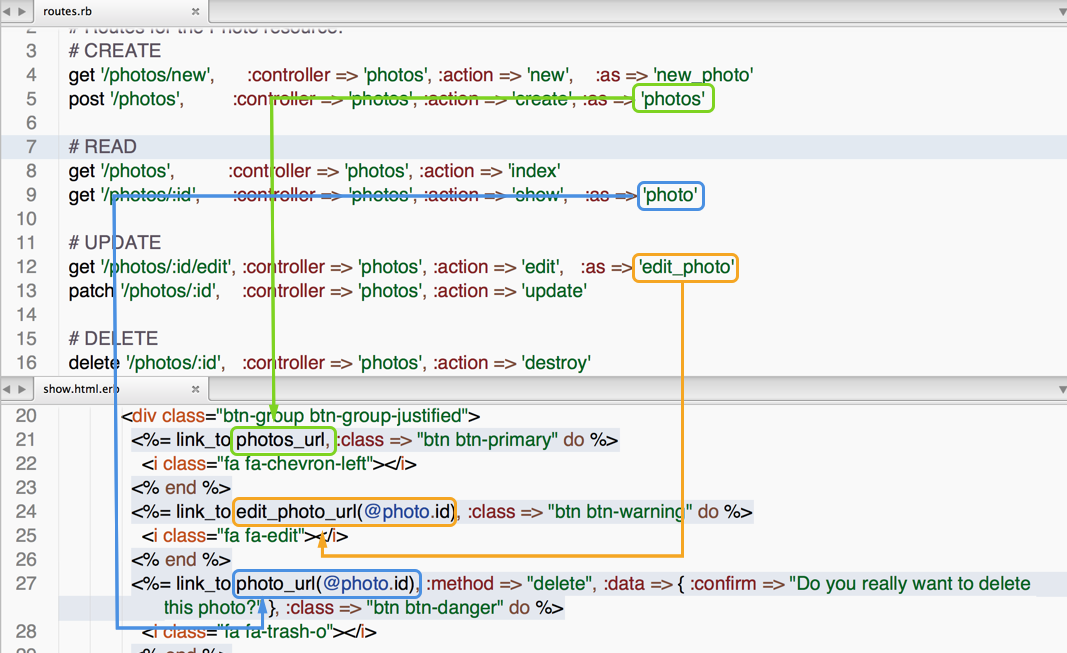 routes.rb
2 # Routes for the Photo resource:
3 # CREATE
4 get '/photos/new', :controller => 'photos', :action => 'new', :as => 'new_photo'
5 post '/photos', :controller => 'photos', :action => 'create', :as => 'photos'
6
7 # READ
8 get '/photos', :controller => 'photos', :action => 'index'
9 get '/photos/:id', :controller => 'photos', :action => 'show', :as => 'photo'
10
11 # UPDATE
12 get '/photos/:id/edit', :controller => 'photos', :action => 'edit', :as => 'edit_photo'
13 patch '/photos/:id', :controller => 'photos', :action => 'update'
14
15 # DELETE
16 delete '/photos/:id', :controller => 'photos', :action => 'destroy'
show.html.erb
20 <div class="btn-group btn-group-justified">
21 <%= link_to photos_url, :class => "btn btn-primary" do %>
22 <i class="fa fa-chevron-left"></i>
23 <% end %>
24 <%= link_to edit_photo_url(@photo.id), :class => "btn btn-warning" do %>
25 <i class="fa fa-edit"></i>
26 <% end %>
27 <%= link_to photo_url(@photo.id), :method => "delete", :data => { :confirm => "Do you really want to delete
this photo?" }, :class => "btn btn-danger" do %>
28 <i class="fa fa-trash-o"></i>
<% end %>